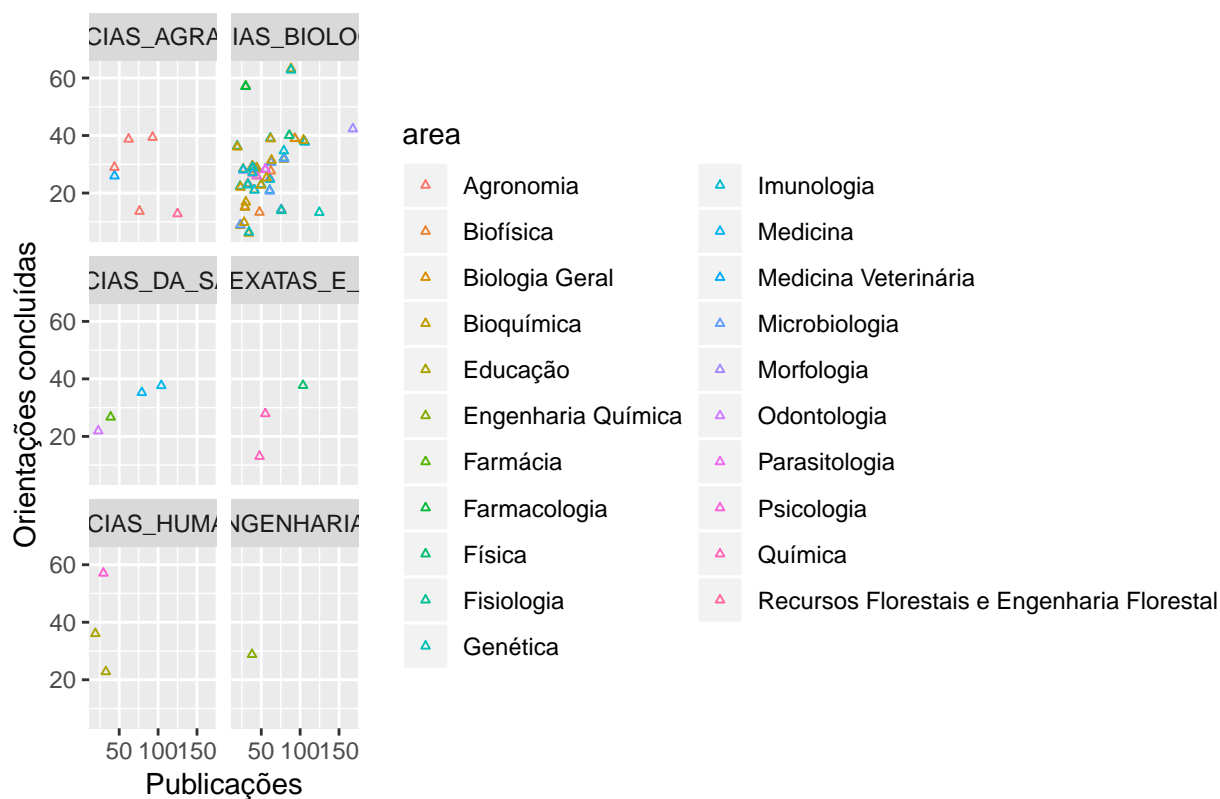 CIAS_AGRA
IAS_BIOLO
60
40
20
CIAS_DA_SA
EXATAS_E_
60
40
20
CIAS_HUMA
NGENHARIA
60
40
20
50 100 150
50 100 150
Publicações
Orientações concluídas
area
Agronomia
Biofísica
Biologia Geral
Bioquímica
Educação
Engenharia Química
Farmácia
Farmacologia
Física
Fisiologia
Genética
Imunologia
Medicina
Medicina Veterinária
Microbiologia
Morfologia
Odontologia
Parasitologia
Psicologia
Química
Recursos Florestais e Engenharia Florestal